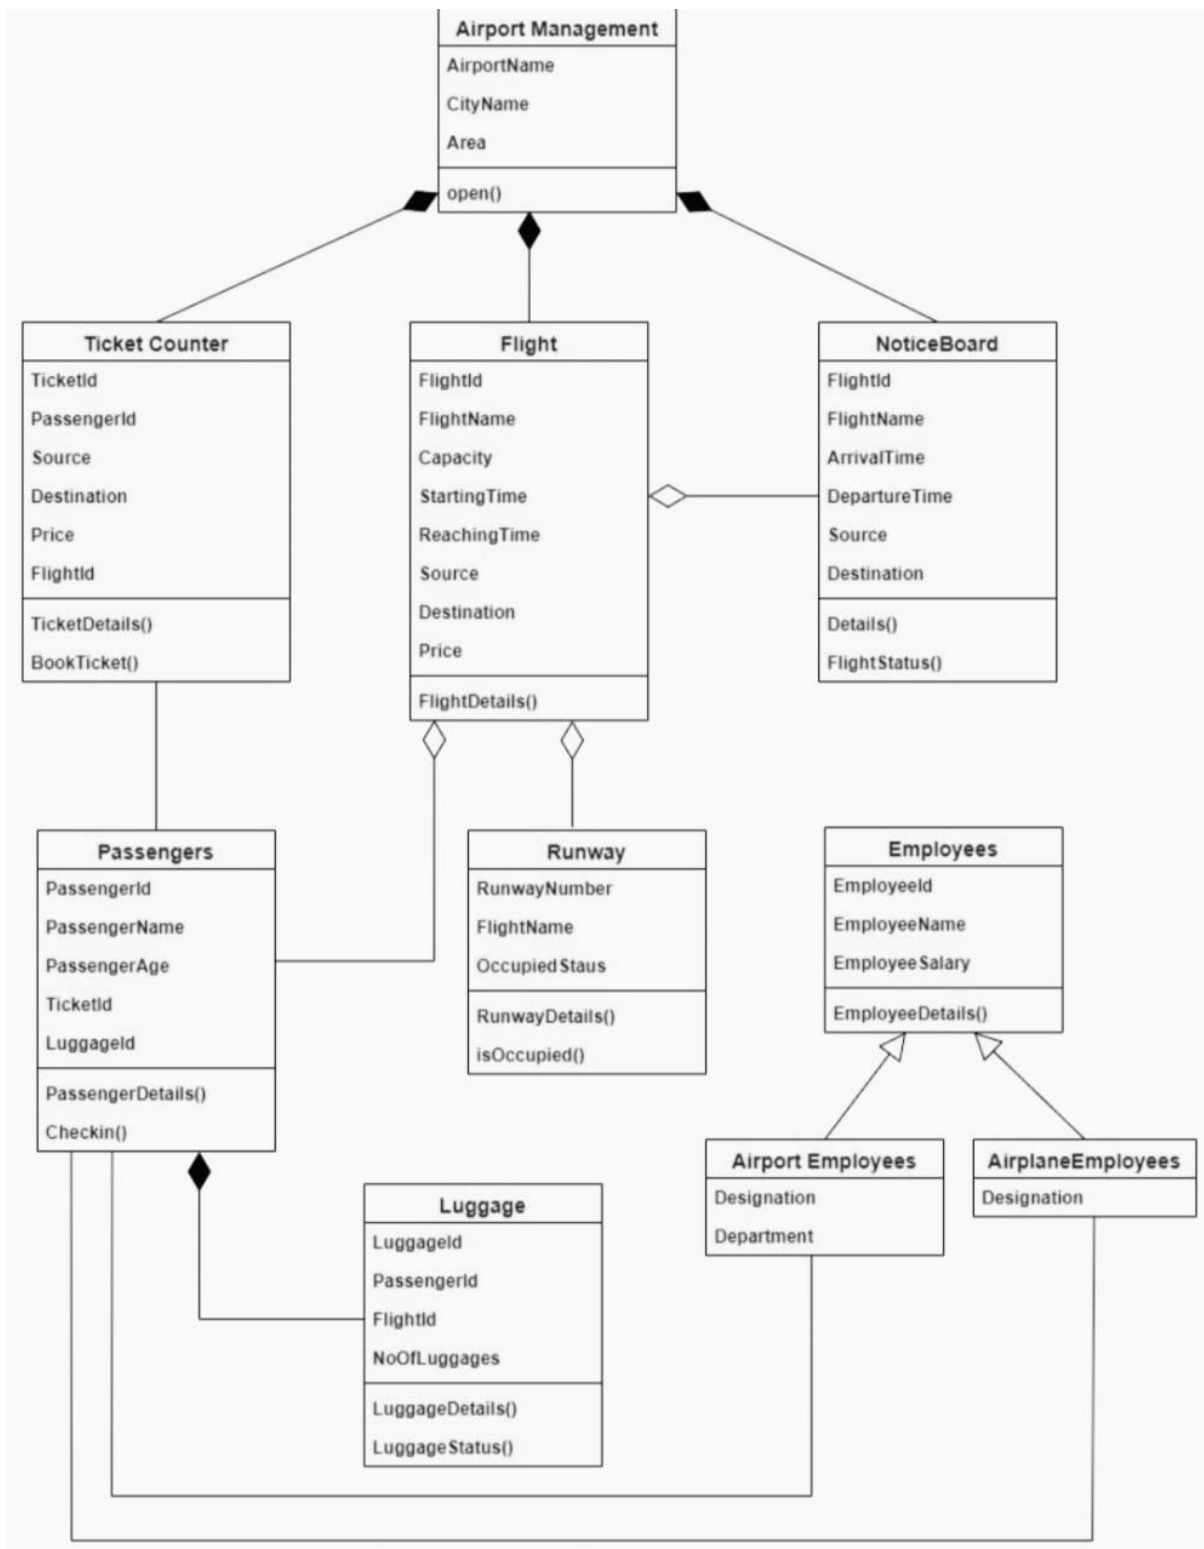 Airport Management
AirportName
CityName
Area
open()
Ticket Counter
TicketId
PassengerId
Source
Destination
Price
FlightId
TicketDetails()
BookTicket()
Flight
FlightId
FlightName
Capacity
StartingTime
ReachingTime
Source
Destination
Price
FlightDetails()
NoticeBoard
FlightId
FlightName
ArrivalTime
DepartureTime
Source
Destination
Details()
FlightStatus()
Passengers
PassengerId
PassengerName
PassengerAge
TicketId
LuggageId
PassengerDetails()
Checkin()
Runway
RunwayNumber
FlightName
OccupiedStaus
RunwayDetails()
isOccupied()
Employees
EmployeeId
EmployeeName
EmployeeSalary
EmployeeDetails()
Airport Employees
Designation
Department
AirplaneEmployees
Designation
Luggage
LuggageId
PassengerId
FlightId
NoOfLuggages
LuggageDetails()
LuggageStatus()